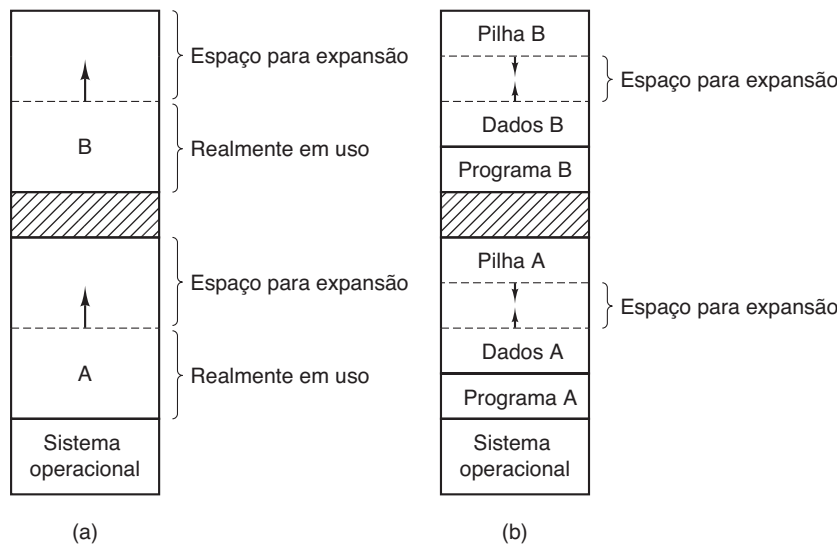 Espaço para expansão
B
Realmente em uso
Espaço para expansão
A
Realmente em uso
Sistema
operacional
(a)
Pilha B
Espaço para expansão
Dados B
Programa B
Pilha A
Espaço para expansão
Dados A
Programa A
Sistema
operacional
(b)